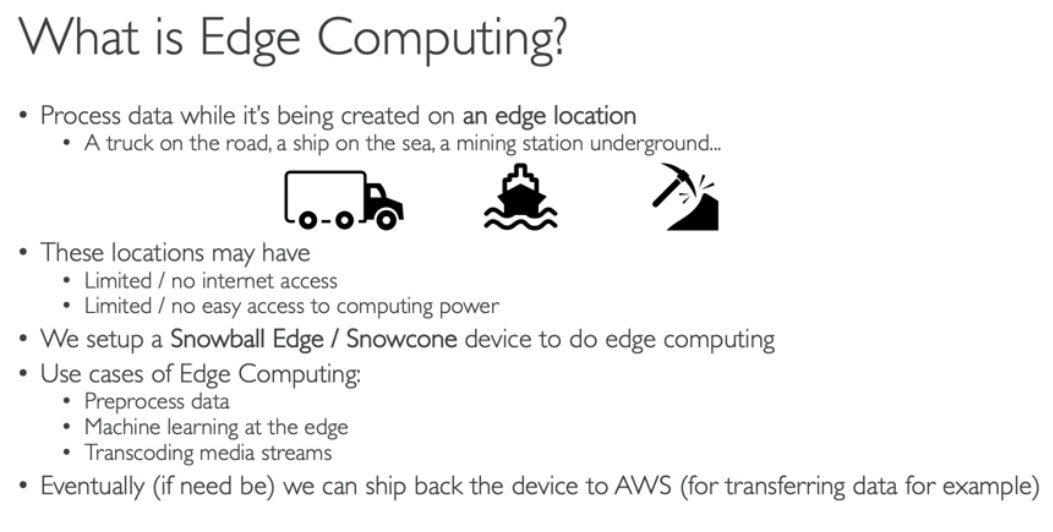 What is Edge Computing?
• Process data while it's being created on an edge location
• A truck on the road, a ship on the sea, a mining station underground...
• These locations may have
• Limited / no internet access
• Limited / no easy access to computing power
• We setup a Snowball Edge / Snowcone device to do edge computing
• Use cases of Edge Computing:
• Preprocess data
• Machine learning at the edge
• Transcoding media streams
• Eventually (if need be) we can ship back the device to AWS (for transferring data for example)